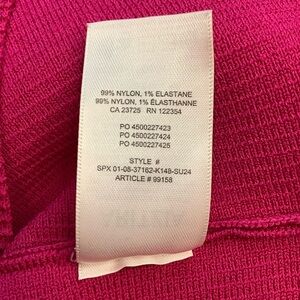 99% NYLON, 1% ELASTANE
99% NYLON, 1% ÉLASTHANNE
CA 23725 RN 122354
PO 4500227423
PO 4500227424
PO 4500227425
STYLE #
SPX 01-08-37162-K148-SU24
ARTICLE # 99158